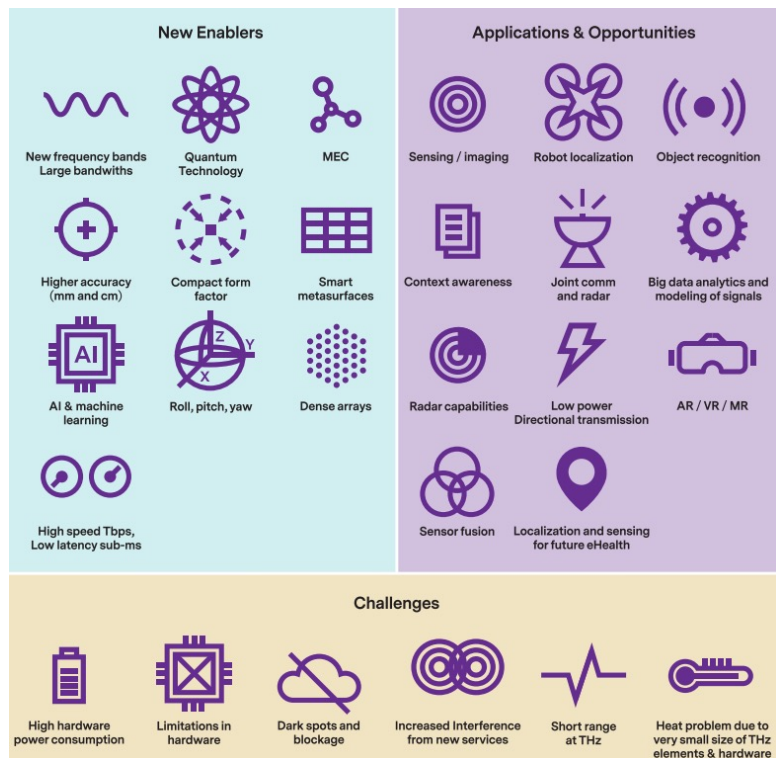 New Enablers
New frequency bands
Large bandwiths
Quantum
Technology
MEC
Higher accuracy
(mm and cm)
Compact form
factor
Smart
metasurfaces
AI
AI & machine
learning
Z
Y
X
Roll, pitch, yaw
Dense arrays
High speed Tbps,
Low latency sub-ms
Applications & Opportunities
Sensing / imaging
Robot localization
Object recognition
Context awareness
Joint comm
and radar
Big data analytics and
modeling of signals
Radar capabilities
Low power
Directional transmission
AR / VR / MR
Sensor fusion
Localization and sensing
for future eHealth
Challenges
High hardware
power consumption
Limitations in
hardware
Dark spots and
blockage
Increased Interference
from new services
Short range
at THz
Heat problem due to
very small size of THz
elements & hardware